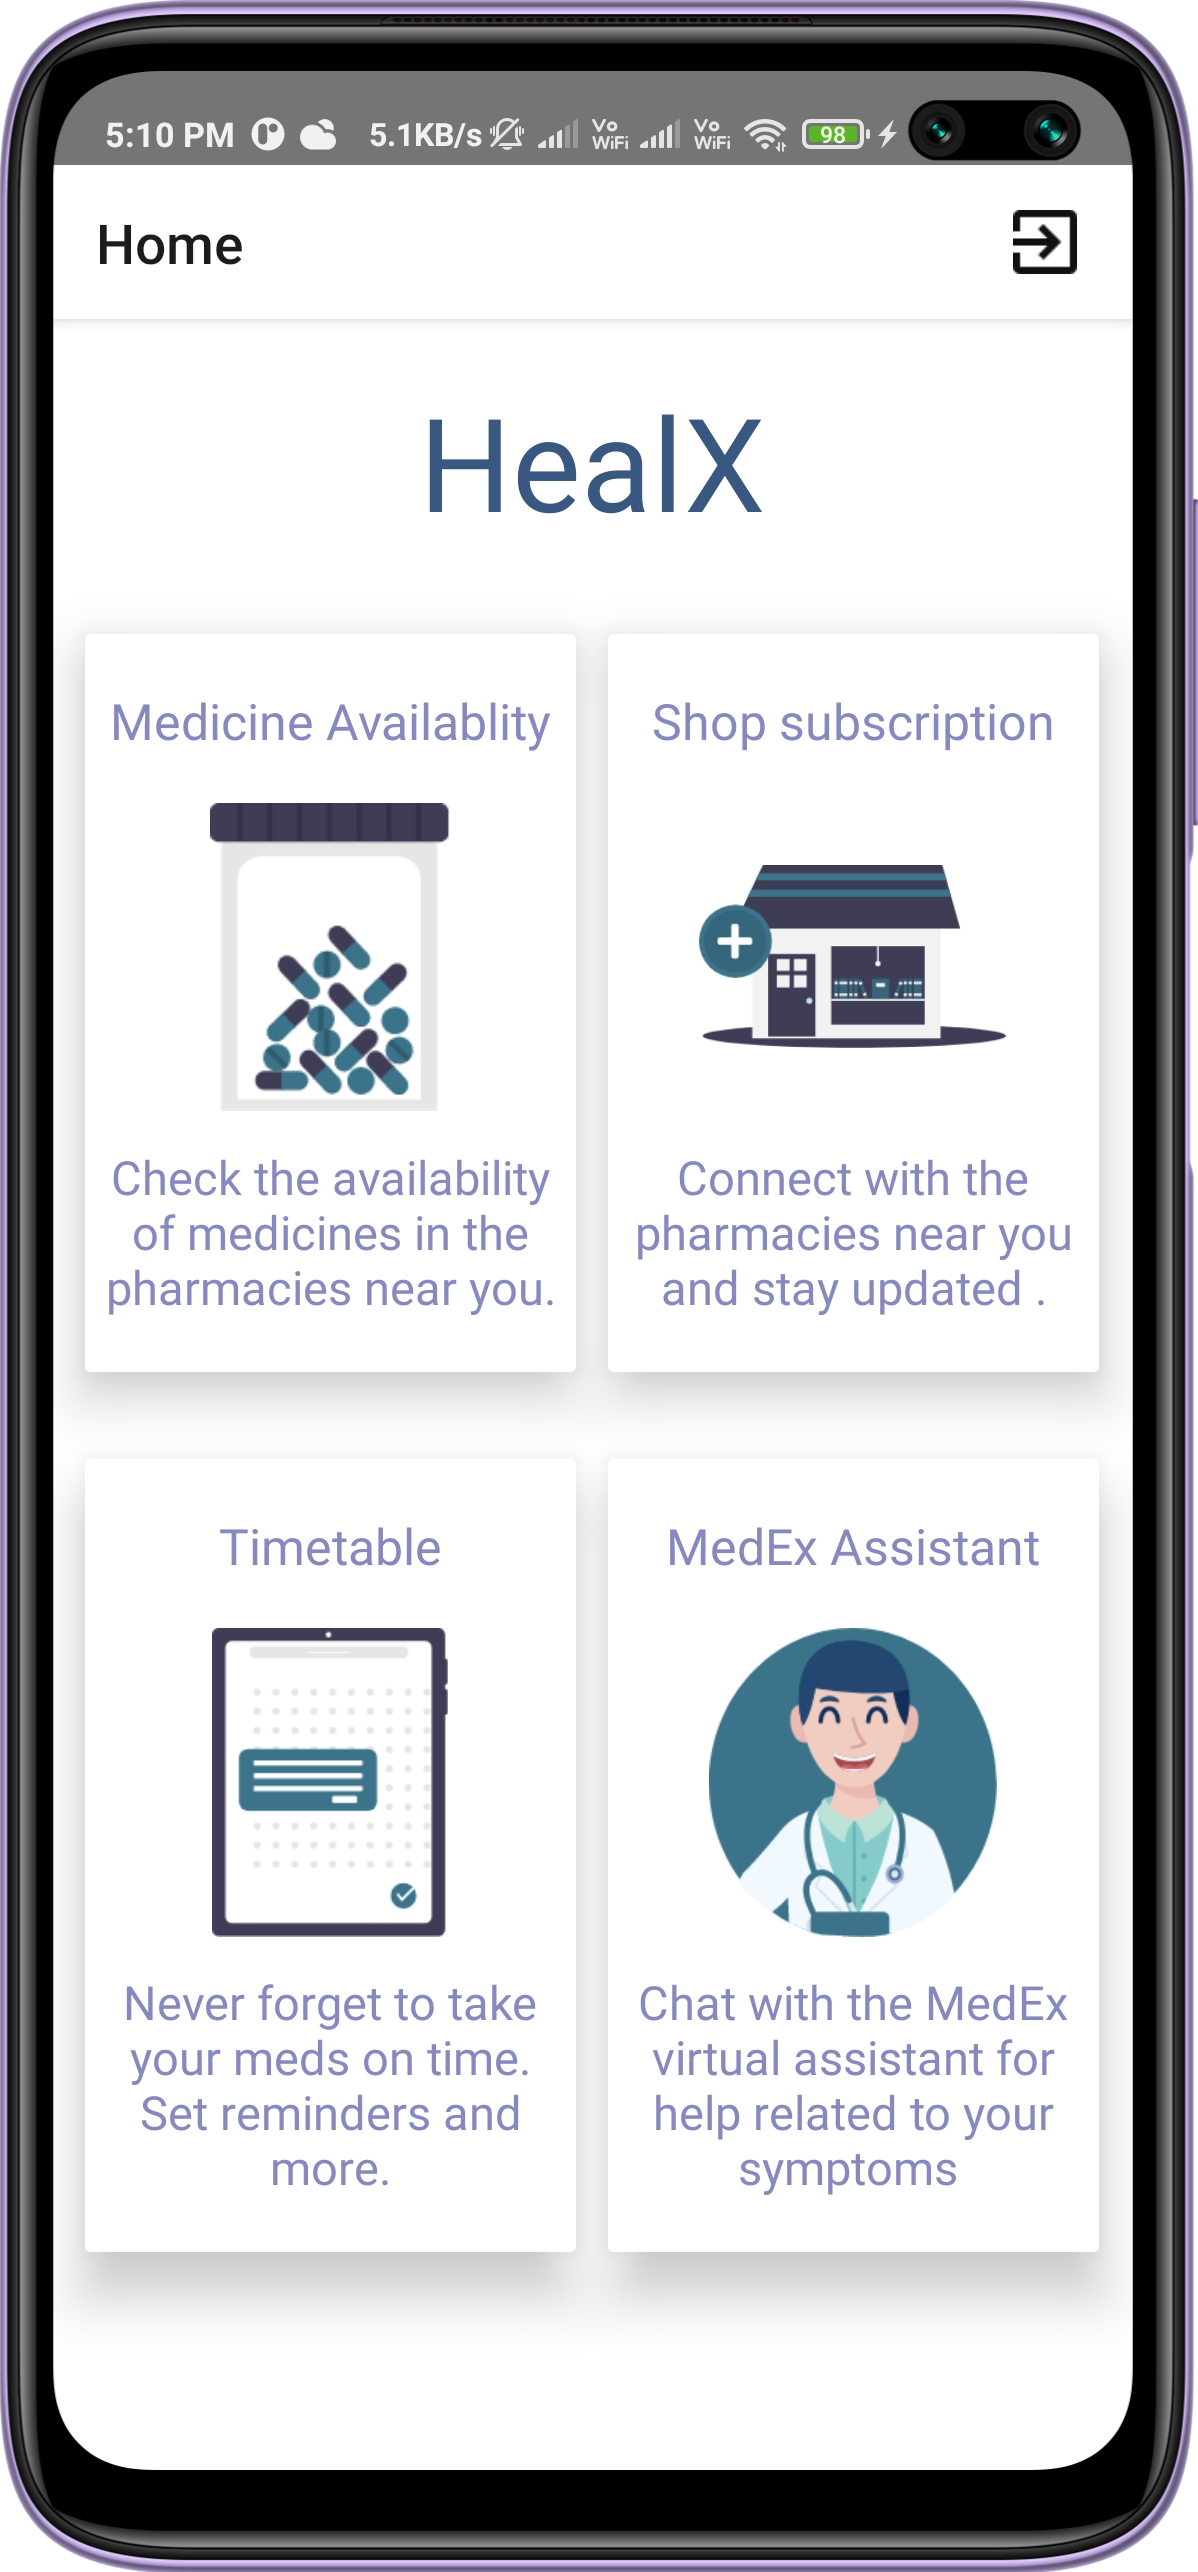 5:10 PM 5.1KB/s Vo WiFi Vo WiFi 98
Home
HealX
Medicine Availablity
Check the availability
of medicines in the
pharmacies near you.
Shop subscription
Connect with the
pharmacies near you
and stay updated .
Timetable
Never forget to take
your meds on time.
Set reminders and
more.
MedEx Assistant
Chat with the MedEx
virtual assistant for
help related to your
symptoms